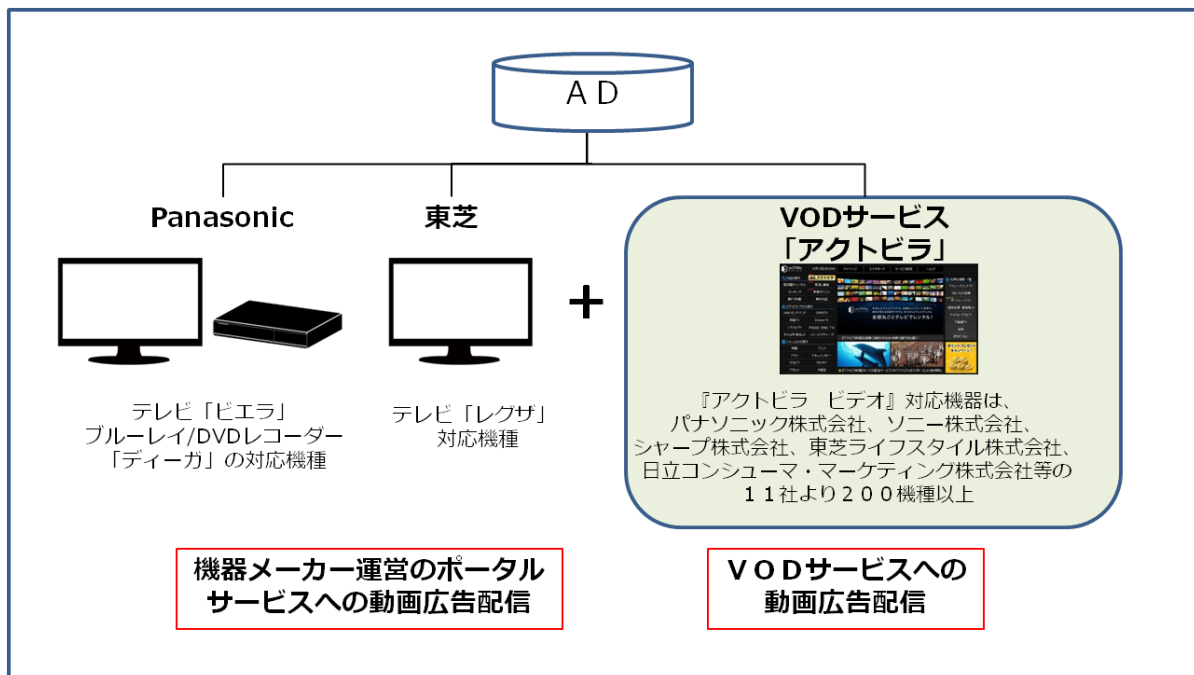 ＡＤ
Panasonic
東芝
テレビ「ビエラ」
ブルーレイ/DVDレコーダー
「ディーガ」の対応機種
テレビ「レグザ」
対応機種
+
VODサービス
「アクトビラ」
『アクトビラ　ビデオ』対応機器は、
パナソニック株式会社、ソニー株式会社、
シャープ株式会社、東芝ライフスタイル株式会社、
日立コンシューマ・マーケティング株式会社等の
１１社より２００機種以上
機器メーカー運営のポータル
サービスへの動画広告配信
ＶＯＤサービスへの
動画広告配信